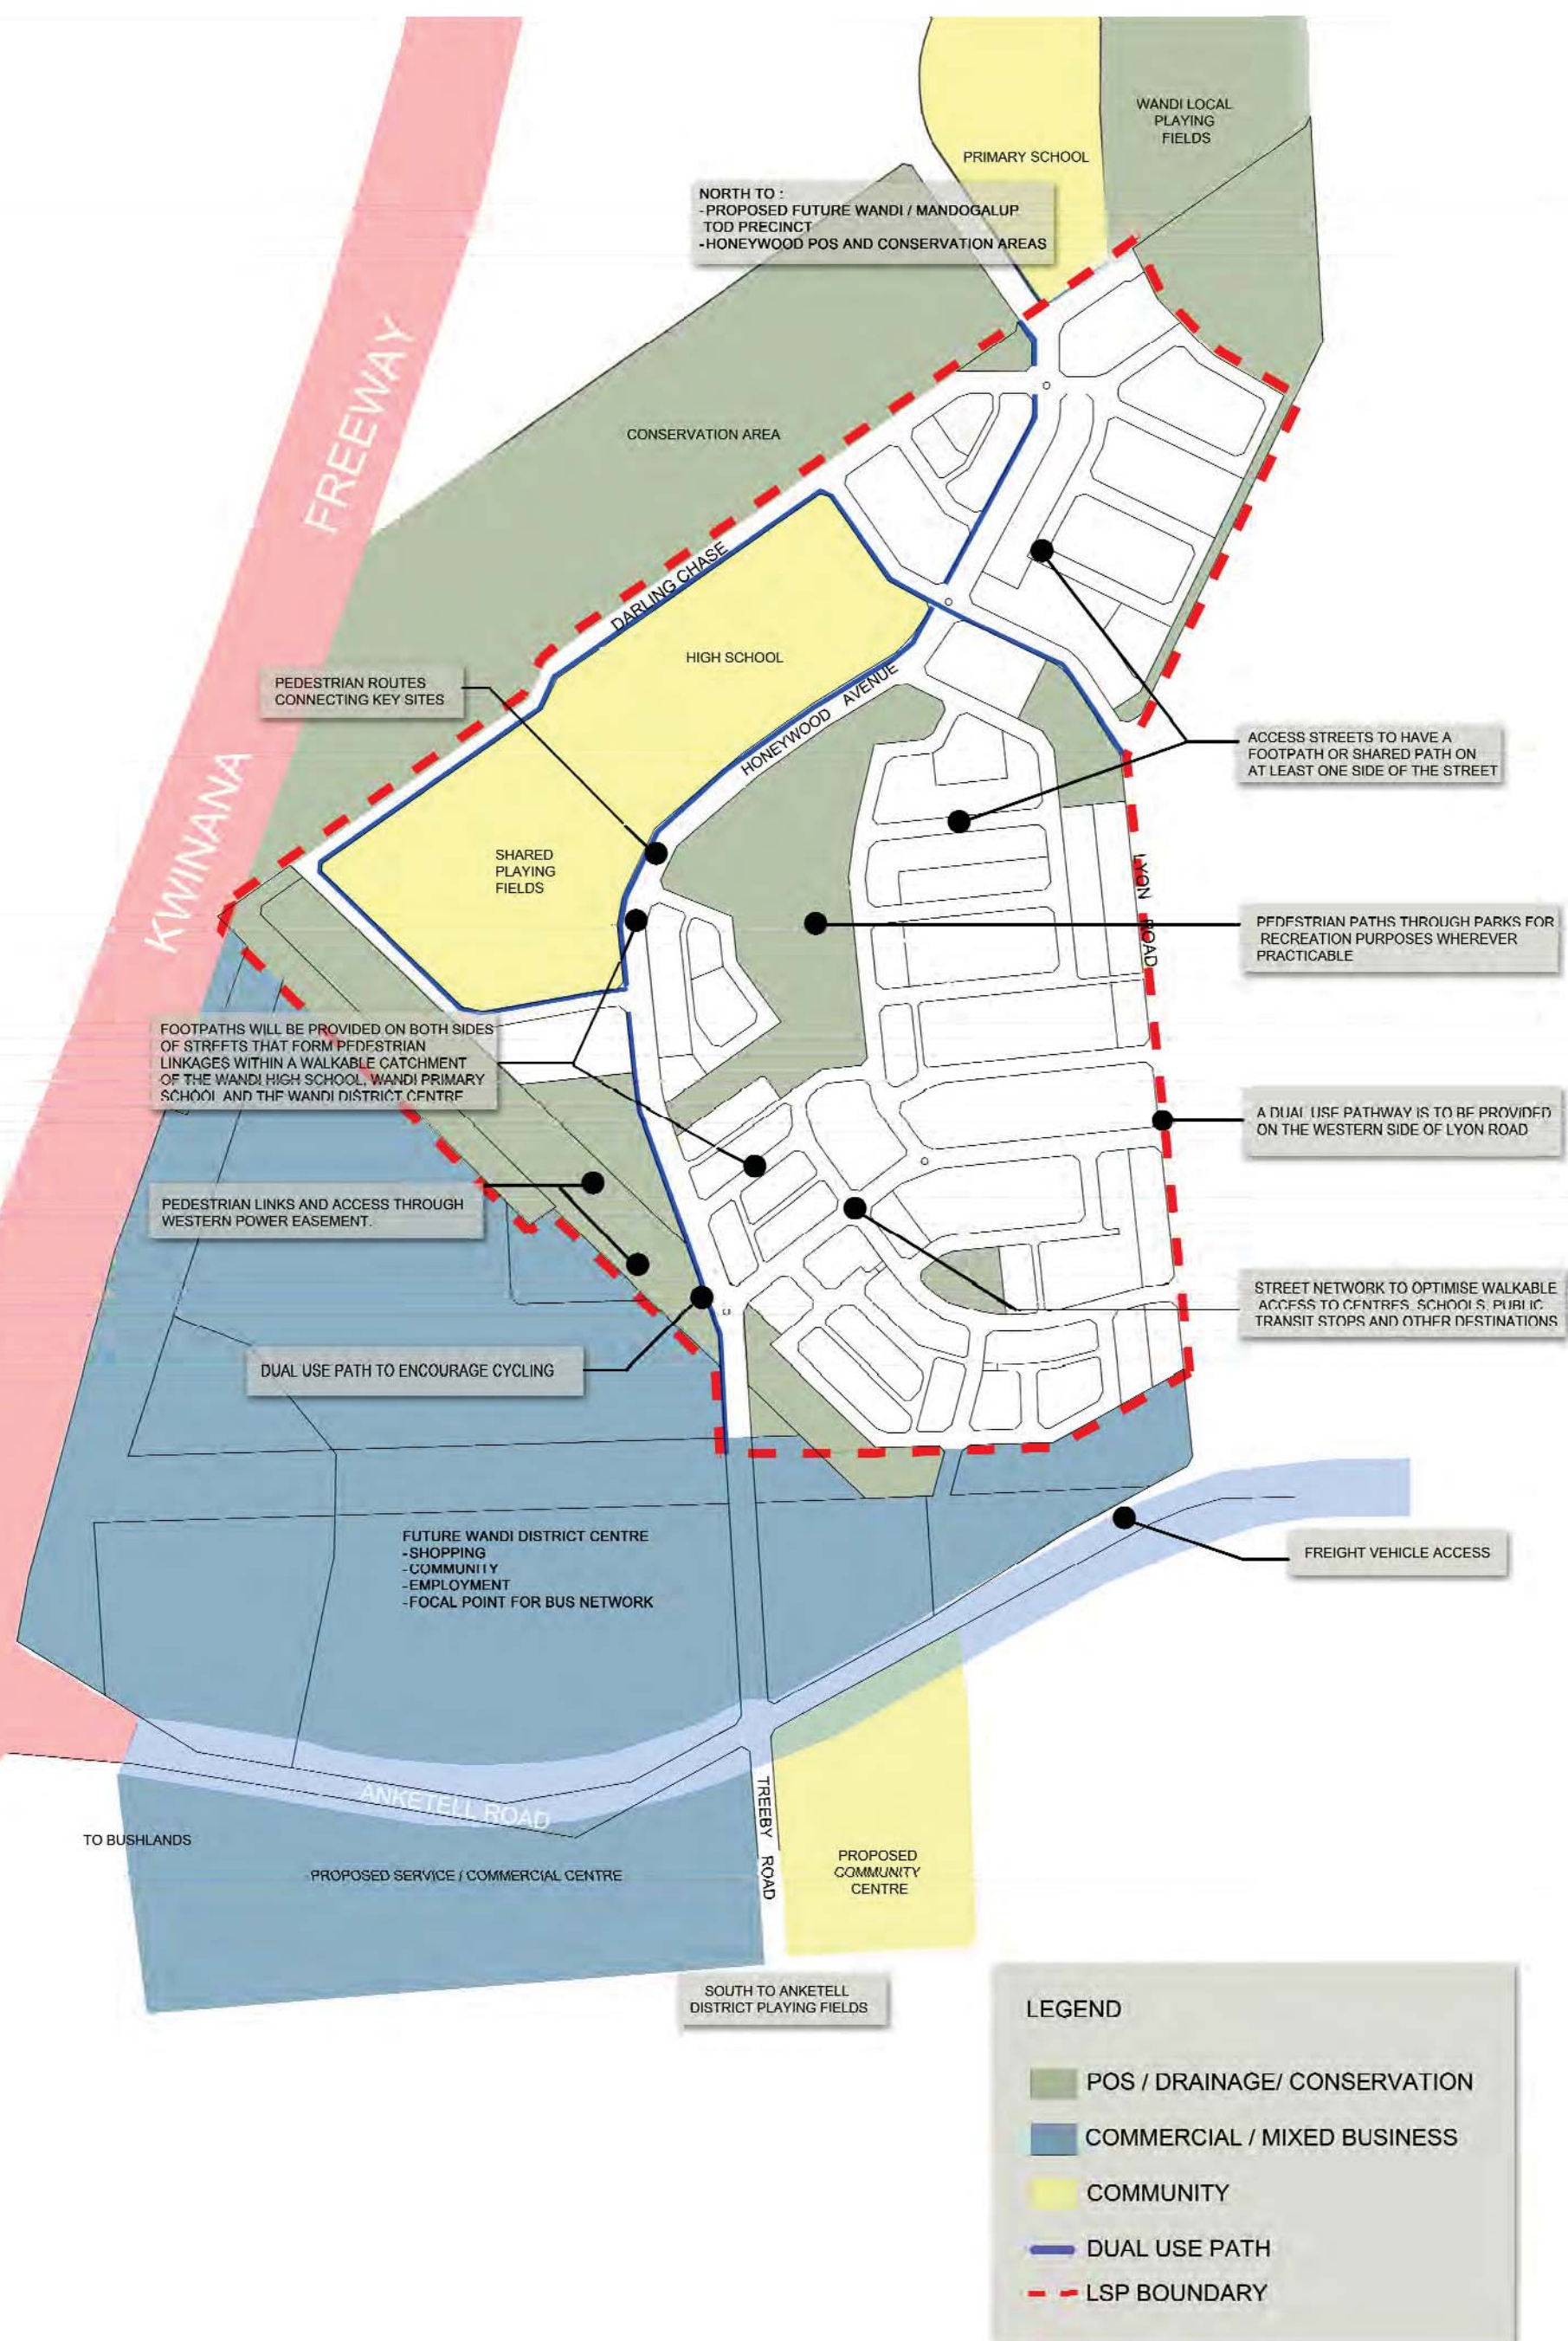 WANDI LOCAL
PLAYING
FIELDS
PRIMARY SCHOOL
NORTH TO :
-PROPOSED FUTURE WANDI / MANDOGALUP
TOD PRECINCT
-HONEYWOOD POS AND CONSERVATION AREAS
FREEWAY
CONSERVATION AREA
DARLING CHASE
HIGH SCHOOL
PEDESTRIAN ROUTES
CONNECTING KEY SITES
HONEYWOOD AVENUE
ACCESS STREETS TO HAVE A
FOOTPATH OR SHARED PATH ON
AT LEAST ONE SIDE OF THE STREET
KWINANA
SHARED
PLAYING
FIELDS
LYON ROAD
PEDESTRIAN PATHS THROUGH PARKS FOR
RECREATION PURPOSES WHEREVER
PRACTICABLE
FOOTPATHS WILL BE PROVIDED ON BOTH SIDES
OF STREETS THAT FORM PEDESTRIAN
LINKAGES WITHIN A WALKABLE CATCHMENT
OF THE WANDI HIGH SCHOOL, WANDI PRIMARY
SCHOOL AND THE WANDI DISTRICT CENTRE
A DUAL USE PATHWAY IS TO BE PROVIDED
ON THE WESTERN SIDE OF LYON ROAD
PEDESTRIAN LINKS AND ACCESS THROUGH
WESTERN POWER EASEMENT.
STREET NETWORK TO OPTIMISE WALKABLE
ACCESS TO CENTRES, SCHOOLS, PUBLIC
TRANSIT STOPS AND OTHER DESTINATIONS
DUAL USE PATH TO ENCOURAGE CYCLING
FUTURE WANDI DISTRICT CENTRE
-SHOPPING
-COMMUNITY
-EMPLOYMENT
-FOCAL POINT FOR BUS NETWORK
FREIGHT VEHICLE ACCESS
ANKETELL ROAD
TREEBY ROAD
TO BUSHLANDS
PROPOSED SERVICE / COMMERCIAL CENTRE
PROPOSED
COMMUNITY
CENTRE
SOUTH TO ANKETELL
DISTRICT PLAYING FIELDS
LEGEND
POS / DRAINAGE/ CONSERVATION
COMMERCIAL / MIXED BUSINESS
COMMUNITY
DUAL USE PATH
LSP BOUNDARY